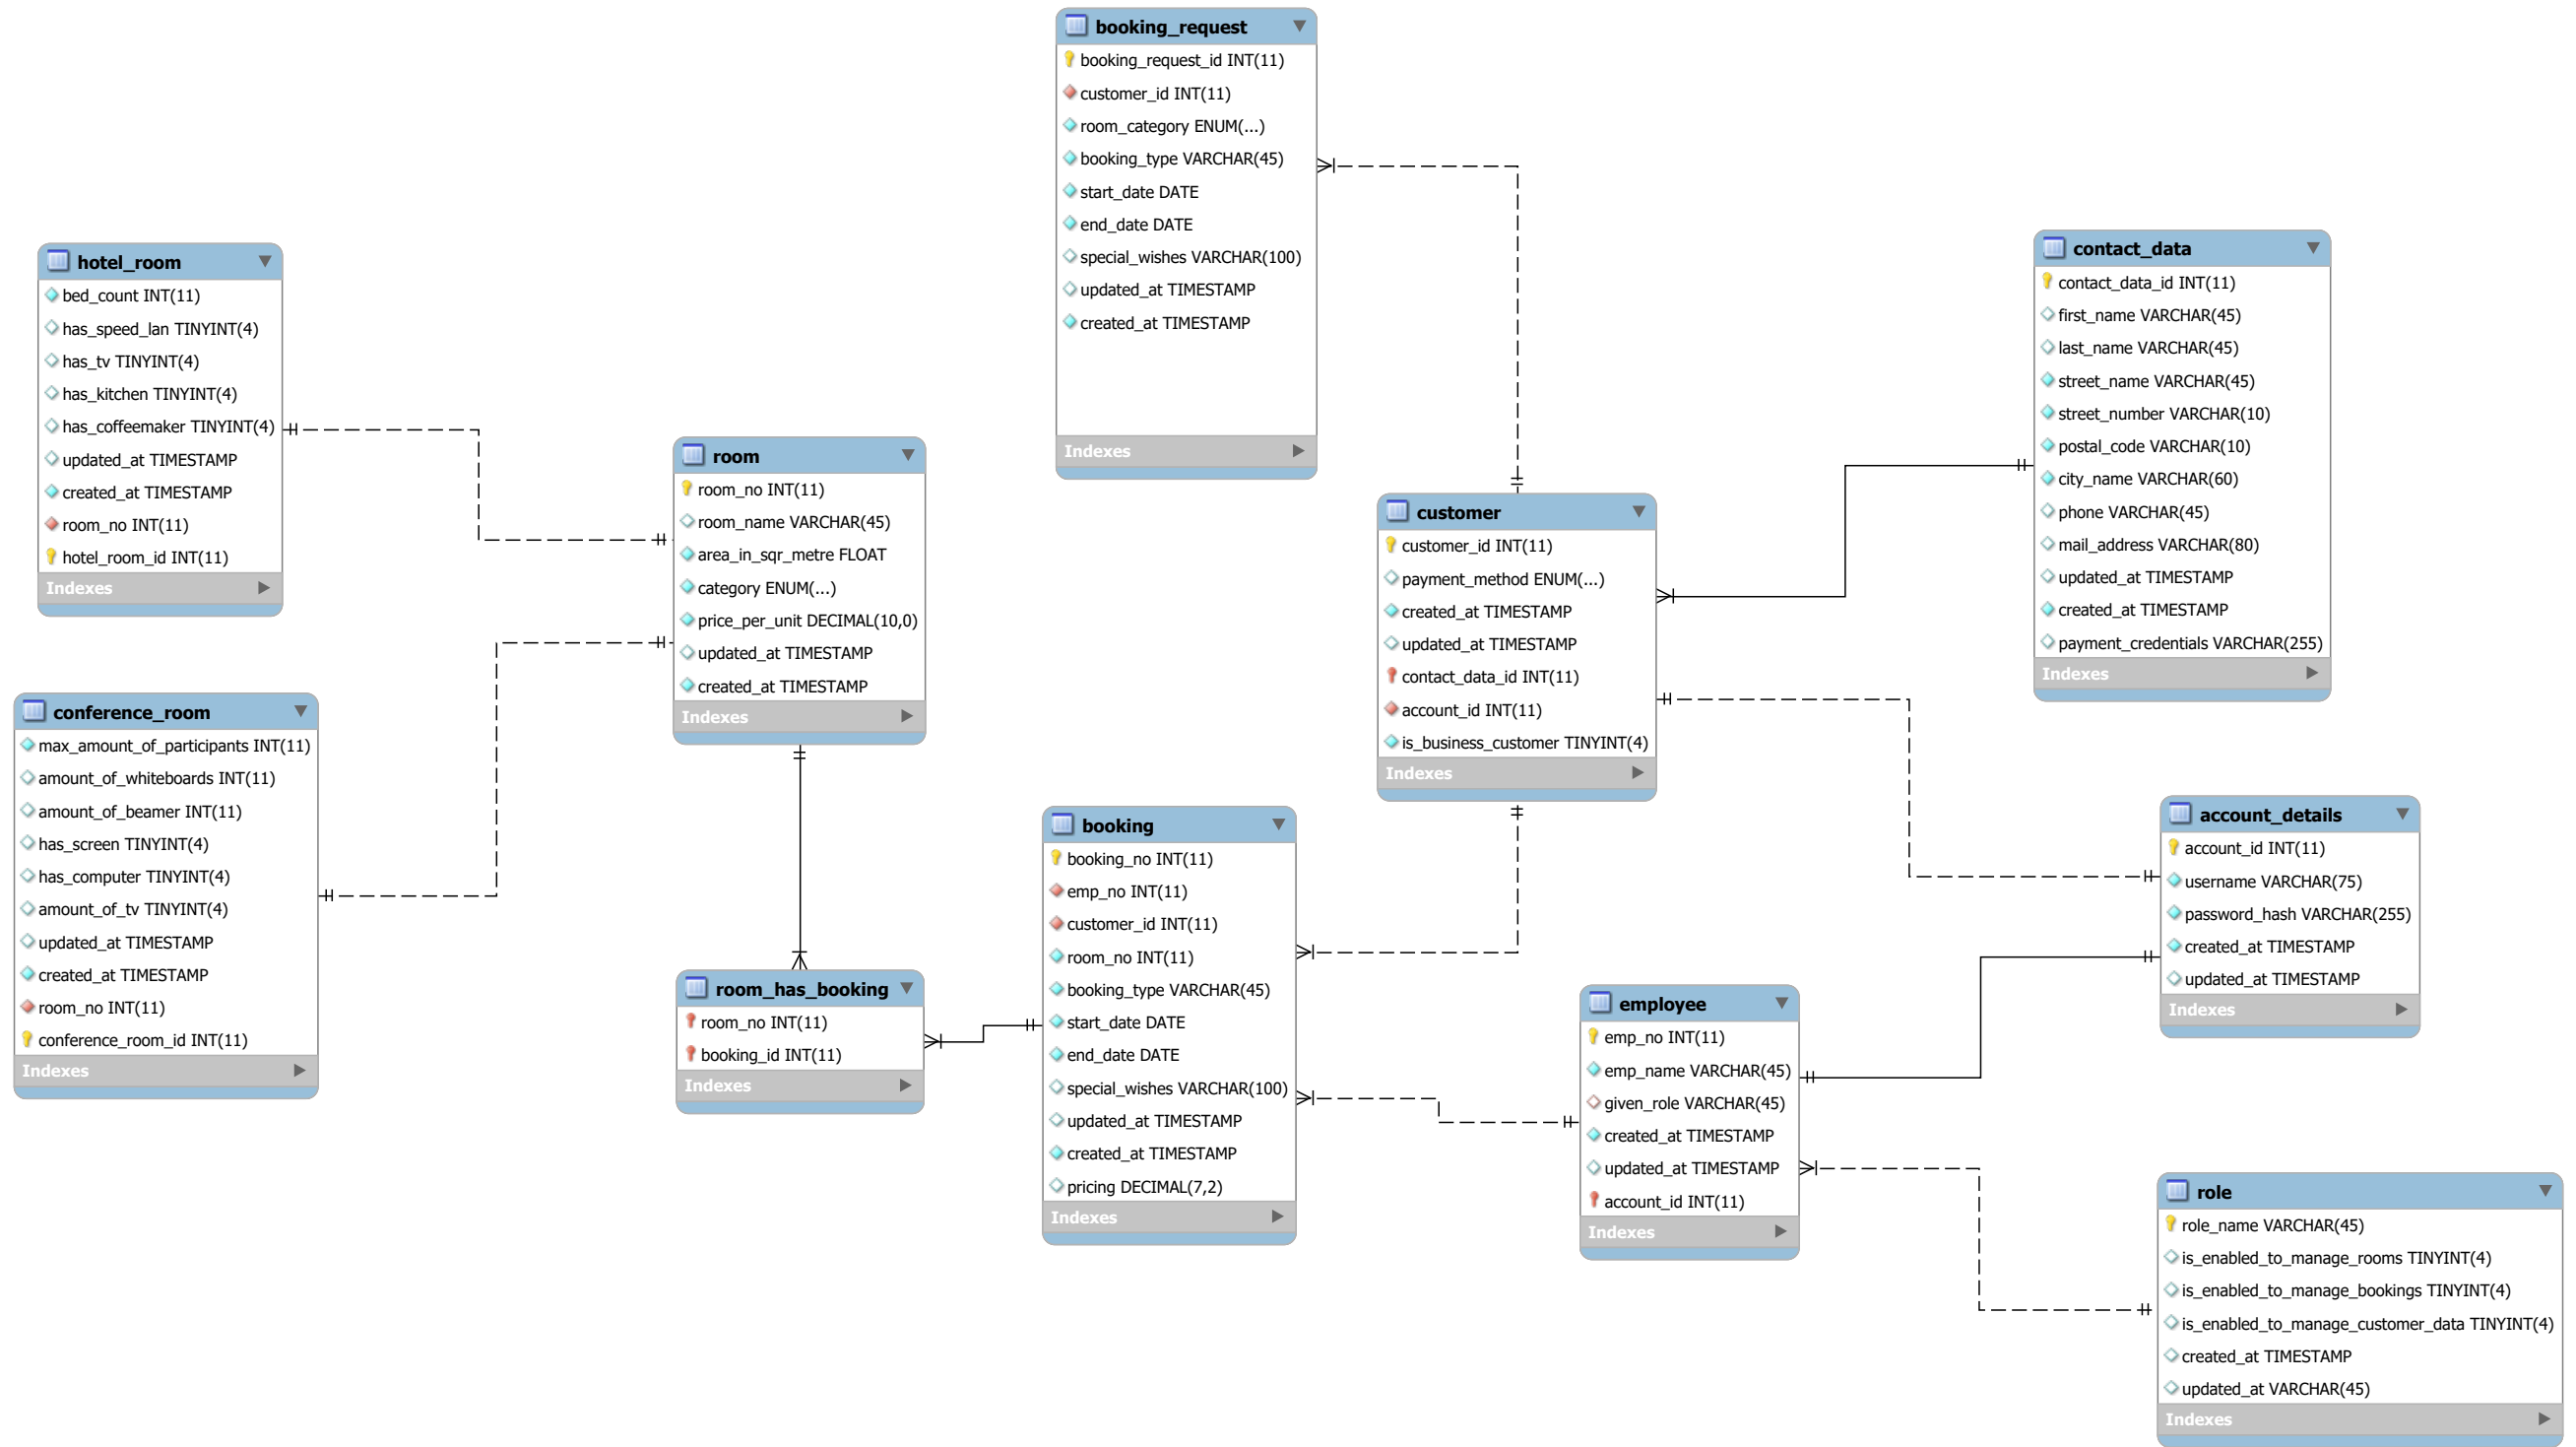 booking_request
booking_request_id INT(11)
customer_id INT(11)
room_category ENUM(...)
booking_type VARCHAR(45)
start_date DATE
end_date DATE
special_wishes VARCHAR(100)
updated_at TIMESTAMP
created_at TIMESTAMP
Indexes
hotel_room
bed_count INT(11)
has_speed_lan TINYINT(4)
has_tv TINYINT(4)
has_kitchen TINYINT(4)
has_coffeemaker TINYINT(4)
updated_at TIMESTAMP
created_at TIMESTAMP
room_no INT(11)
hotel_room_id INT(11)
Indexes
contact_data
contact_data_id INT(11)
first_name VARCHAR(45)
last_name VARCHAR(45)
street_name VARCHAR(45)
street_number VARCHAR(10)
postal_code VARCHAR(10)
city_name VARCHAR(60)
phone VARCHAR(45)
mail_address VARCHAR(80)
updated_at TIMESTAMP
created_at TIMESTAMP
payment_credentials VARCHAR(255)
Indexes
room
room_no INT(11)
room_name VARCHAR(45)
area_in_sqr_metre FLOAT
category ENUM(...)
price_per_unit DECIMAL(10,0)
updated_at TIMESTAMP
created_at TIMESTAMP
Indexes
customer
customer_id INT(11)
payment_method ENUM(...)
created_at TIMESTAMP
updated_at TIMESTAMP
contact_data_id INT(11)
account_id INT(11)
is_business_customer TINYINT(4)
Indexes
conference_room
max_amount_of_participants INT(11)
amount_of_whiteboards INT(11)
amount_of_beamer INT(11)
has_screen TINYINT(4)
has_computer TINYINT(4)
amount_of_tv TINYINT(4)
updated_at TIMESTAMP
created_at TIMESTAMP
room_no INT(11)
conference_room_id INT(11)
Indexes
booking
booking_no INT(11)
emp_no INT(11)
customer_id INT(11)
room_no INT(11)
booking_type VARCHAR(45)
start_date DATE
end_date DATE
special_wishes VARCHAR(100)
updated_at TIMESTAMP
created_at TIMESTAMP
pricing DECIMAL(7,2)
Indexes
account_details
account_id INT(11)
username VARCHAR(75)
password_hash VARCHAR(255)
created_at TIMESTAMP
updated_at TIMESTAMP
Indexes
room_has_booking
room_no INT(11)
booking_id INT(11)
Indexes
employee
emp_no INT(11)
emp_name VARCHAR(45)
given_role VARCHAR(45)
created_at TIMESTAMP
updated_at TIMESTAMP
account_id INT(11)
Indexes
role
role_name VARCHAR(45)
is_enabled_to_manage_rooms TINYINT(4)
is_enabled_to_manage_bookings TINYINT(4)
is_enabled_to_manage_customer_data TINYINT(4)
created_at TIMESTAMP
updated_at VARCHAR(45)
Indexes